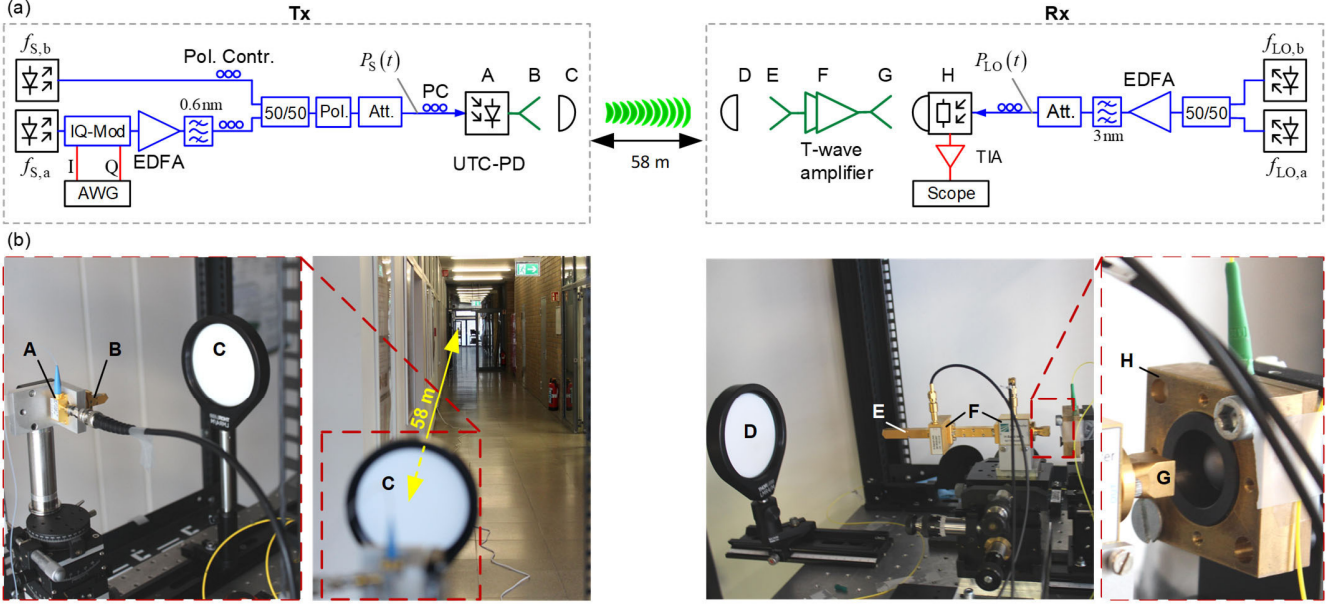 (a)
Tx
Rx
f_S,b
Pol. Contr.
P_S(t)
A
B
C
PC
0.6nm
50/50
Pol.
Att.
IQ-Mod
EDFA
f_S,a
I
Q
AWG
UTC-PD
58 m
D
E
F
G
H
P_LO(t)
EDFA
f_LO,b
Att.
3nm
50/50
f_LO,a
T-wave
amplifier
TIA
Scope
(b)
A
B
C
58 m
C
D
E
F
H
G